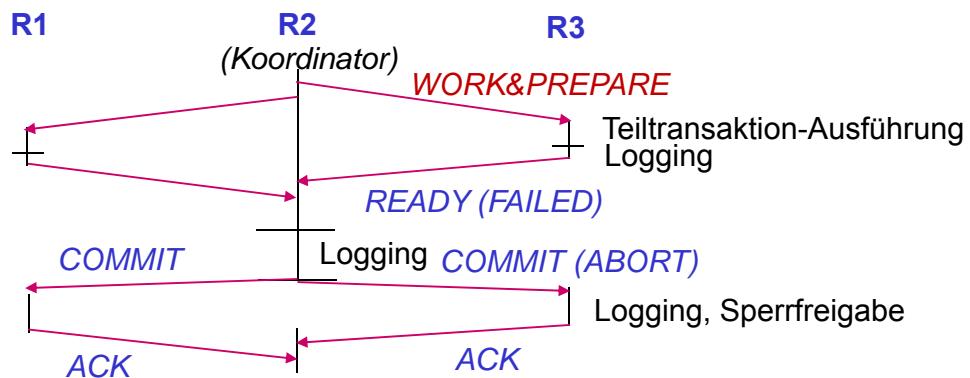 R1 R2 R3
(Koordinator)
WORK&PREPARE
Teiltransaktion-Ausführung
Logging
READY (FAILED)
COMMIT Logging COMMIT (ABORT)
Logging, Sperrfreigabe
ACK ACK